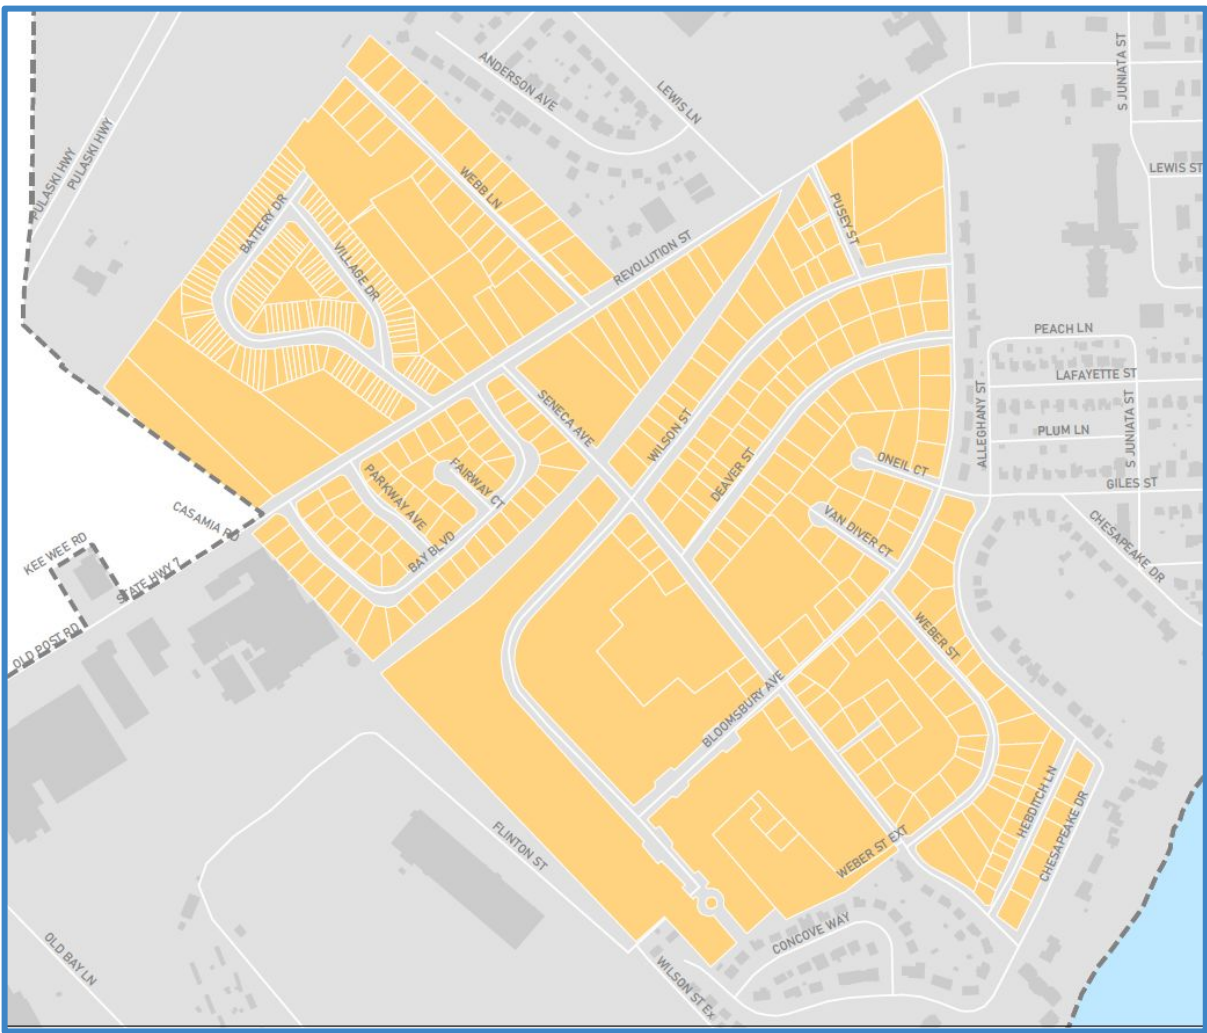 ANDERSON AVE
LEWIS LN
S JUNIATA ST
PULASKI HWY
PULASKI HWY
LEWIS ST
WEBB LN
BATTERY DR
PUSEY ST
REVOLUTION ST
VILLAGE DR
PEACH LN
LAFAYETTE ST
SENECA AVE
WILSON ST
ALLEGHANY ST
S JUNIATA ST
PLUM LN
DEAVER ST
ONEIL CT
PARKWAY AVE
FAIRWAY CT
GILES ST
CASAMIA RD
VAN DIVER CT
CHESAPEAKE DR
KEE WEE RD
BAY BLVD
STATE HWY 7
OLD POST RD
WEBER ST
BLOOMSBURY AVE
HEBDITCH LN
CHESAPEAKE DR
FLINTON ST
WEBER ST EXT
CONCOVE WAY
OLD BAY LN
WILSON ST Ex